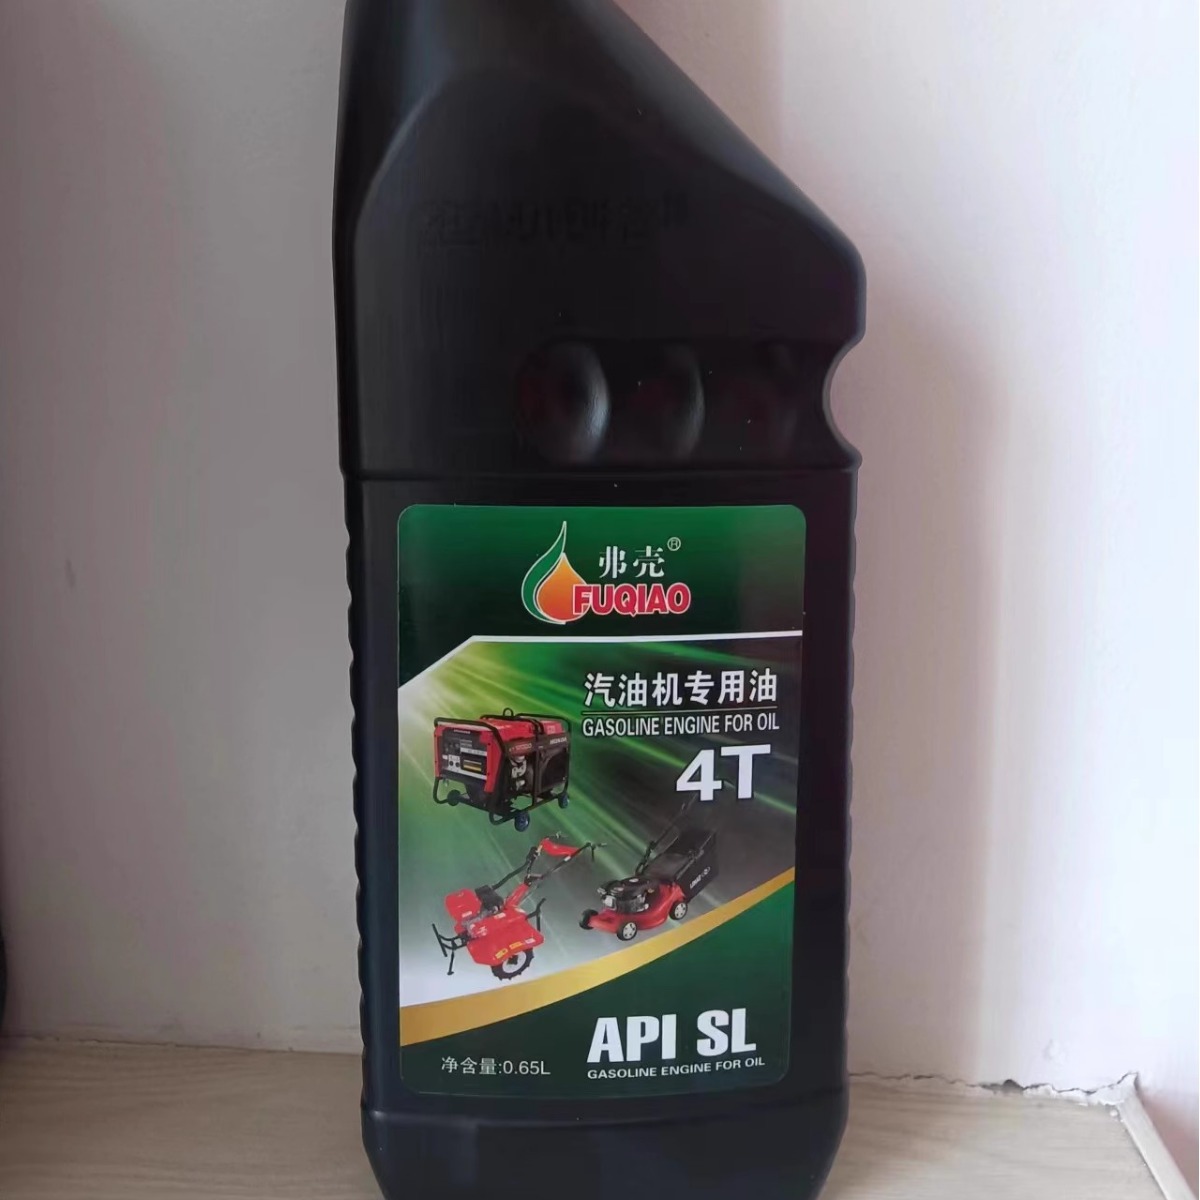 弗壳®
FUQIAO
汽油机专用油
GASOLINE ENGINE FOR OIL
4T
API SL
GASOLINE ENGINE FOR OIL
净含量:0.65L